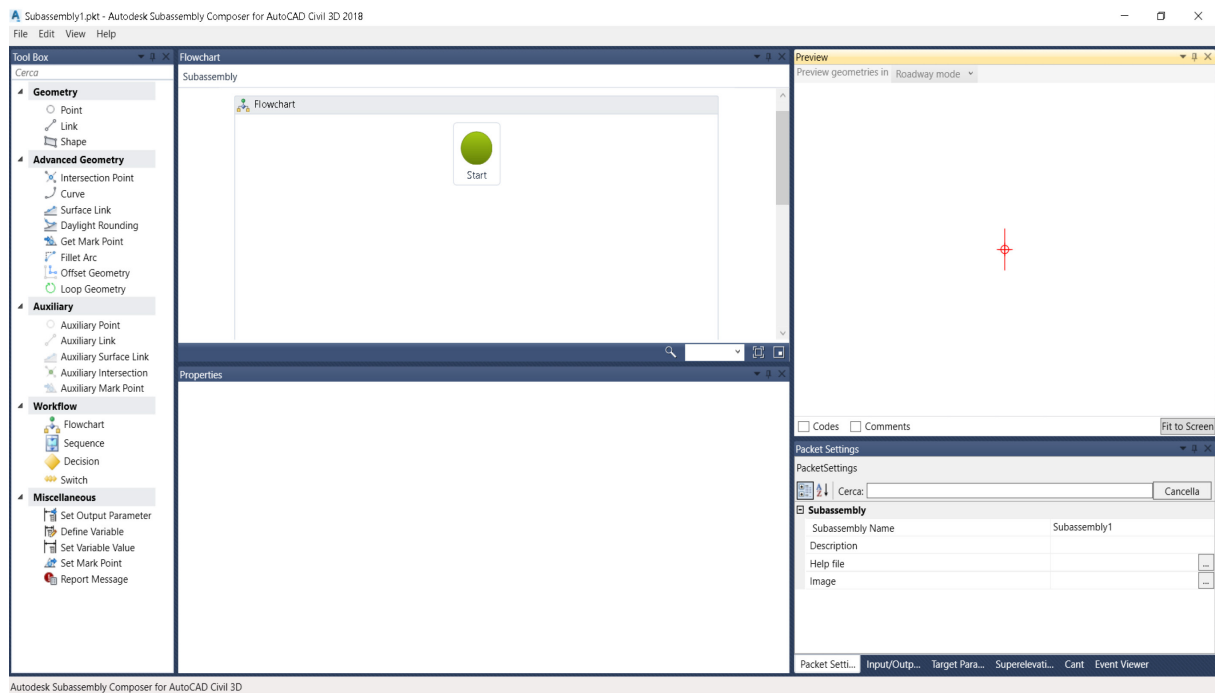 Subassembly1.pkt - Autodesk Subassembly Composer for AutoCAD Civil 3D 2018
File Edit View Help
Tool Box
Cerca
Geometry
Point
Link
Shape
Advanced Geometry
Intersection Point
Curve
Surface Link
Daylight Rounding
Get Mark Point
Fillet Arc
Offset Geometry
Loop Geometry
Auxiliary
Auxiliary Point
Auxiliary Link
Auxiliary Surface Link
Auxiliary Intersection
Auxiliary Mark Point
Workflow
Flowchart
Sequence
Decision
Switch
Miscellaneous
Set Output Parameter
Define Variable
Set Variable Value
Set Mark Point
Report Message
Flowchart
Subassembly
Flowchart
Start
Properties
Preview
Preview geometries in Roadway mode
Codes Comments Fit to Screen
Packet Settings
PacketSettings
Cerca: Cancella
Subassembly
Subassembly Name Subassembly1
Description
Help file ...
Image ...
Packet Setti... Input/Outp... Target Para... Superelevati... Cant Event Viewer
Autodesk Subassembly Composer for AutoCAD Civil 3D